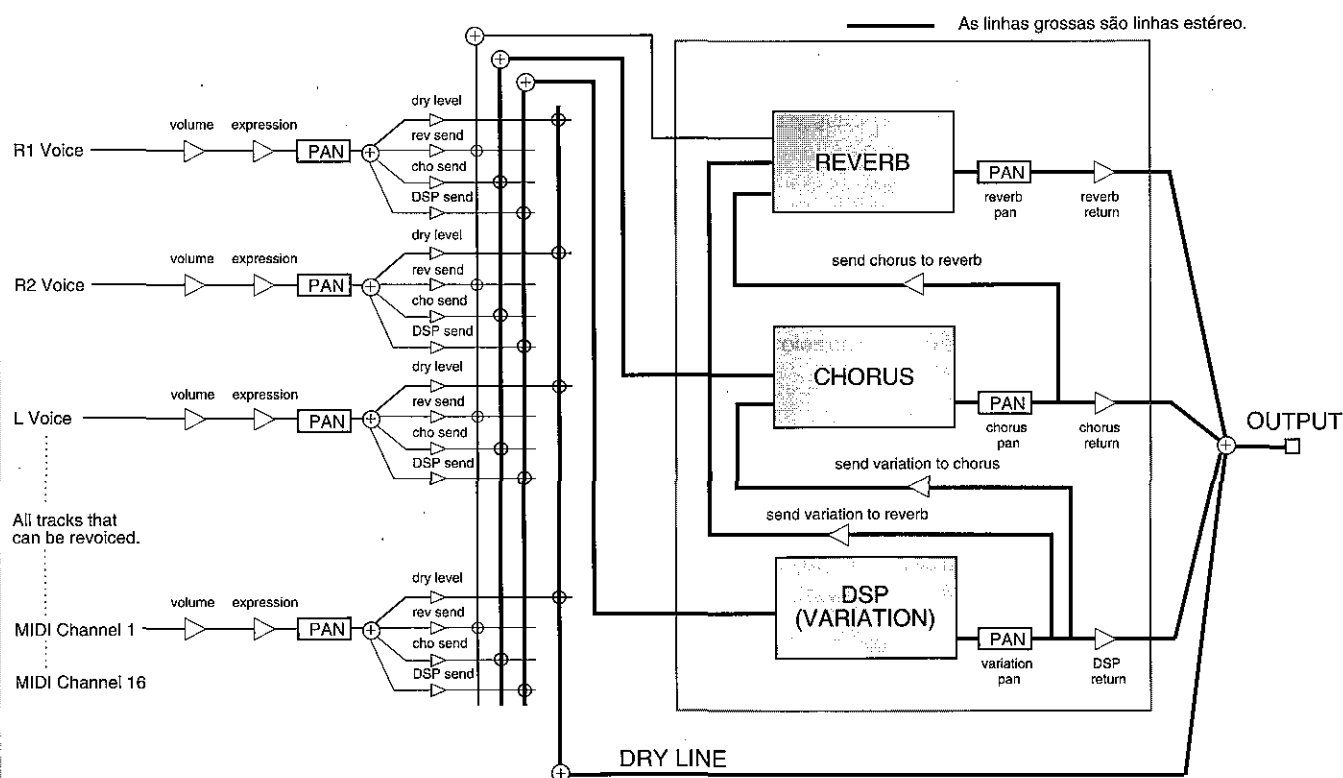 As linhas grossas são linhas estéreo.
R1 Voice
volume
expression
PAN
dry level
rev send
cho send
DSP send
R2 Voice
volume
expression
PAN
dry level
rev send
cho send
DSP send
L Voice
volume
expression
PAN
dry level
rev send
cho send
DSP send
All tracks that
can be revoiced.
MIDI Channel 1
volume
expression
PAN
dry level
rev send
cho send
DSP send
MIDI Channel 16
REVERB
PAN
reverb
pan
reverb
return
send chorus to reverb
CHORUS
PAN
chorus
pan
chorus
return
send variation to chorus
send variation to reverb
DSP
(VARIATION)
PAN
variation
pan
DSP
return
OUTPUT
DRY LINE